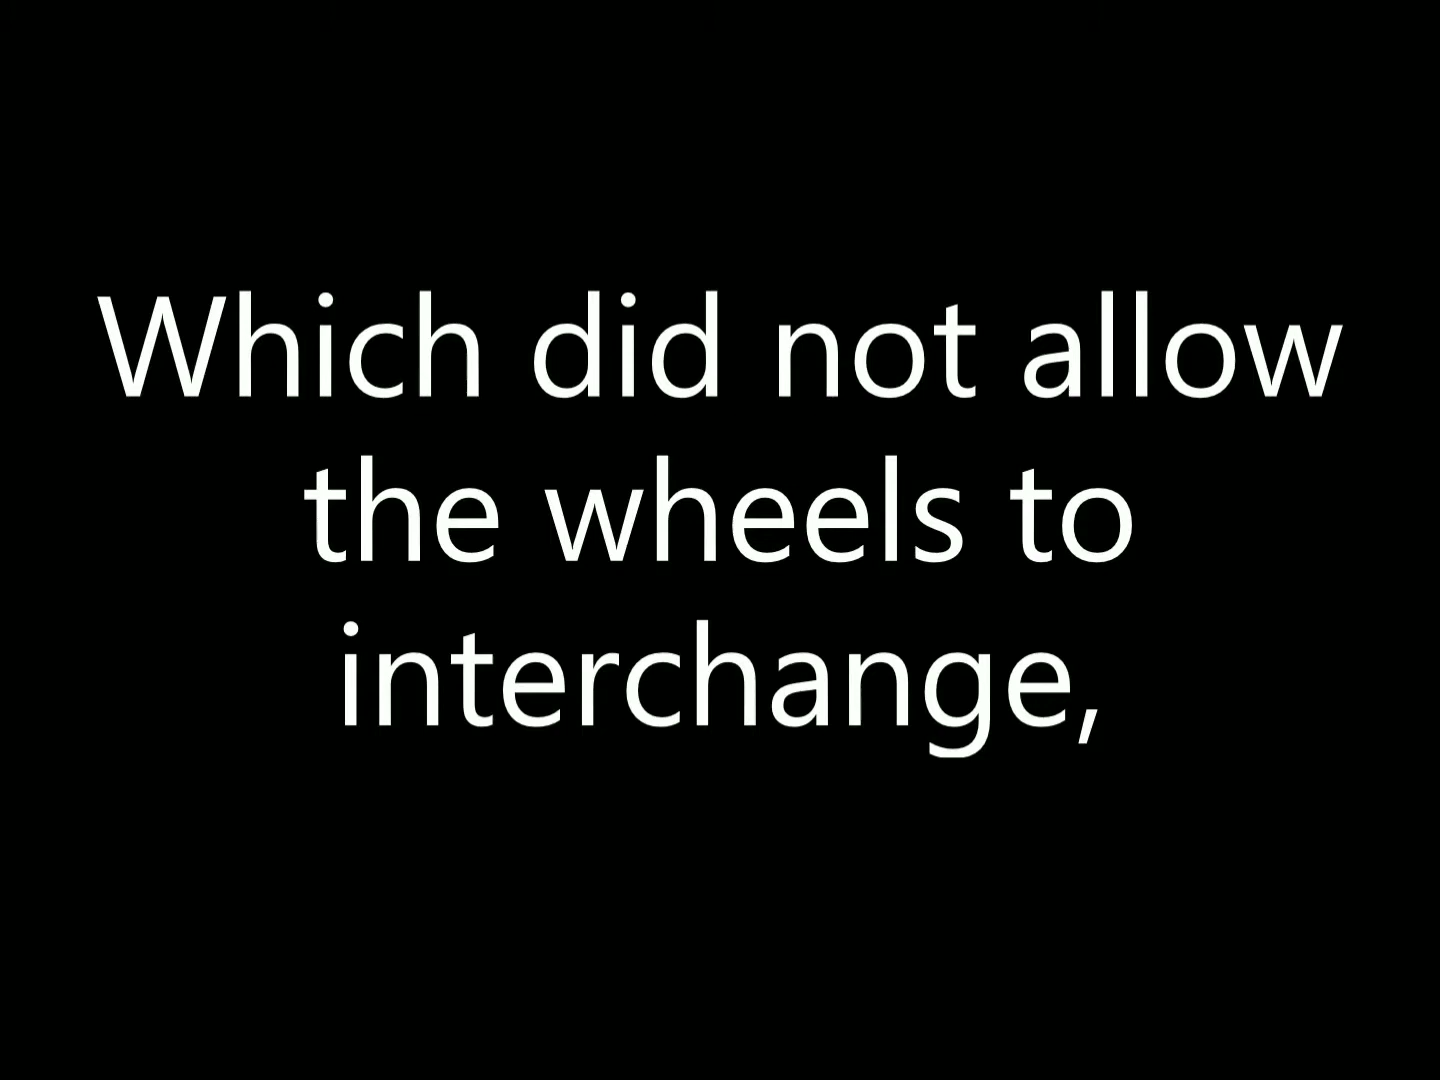 Which did not allow
the wheels to
interchange,